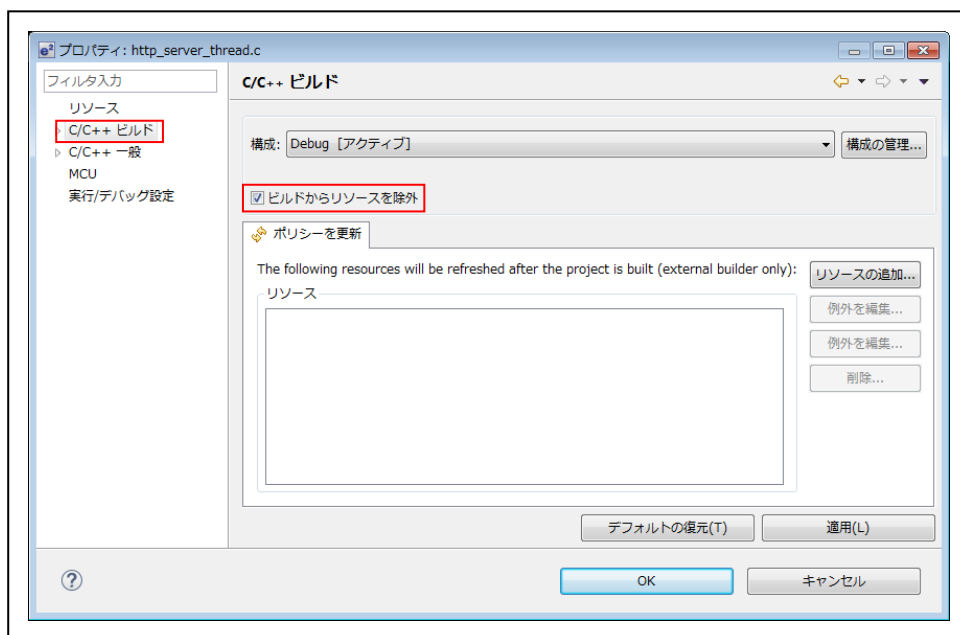 e² プロパティ: http_server_thread.c
フィルタ入力
リソース
C/C++ ビルド
C/C++ 一般
MCU
実行/デバッグ設定
C/C++ ビルド
構成: Debug [アクティブ] 構成の管理...
ビルドからリソースを除外
ポリシーを更新
The following resources will be refreshed after the project is built (external builder only):
リソース
リソースの追加...
例外を編集...
例外を編集...
削除...
デフォルトの復元(T) 適用(L)
? OK キャンセル